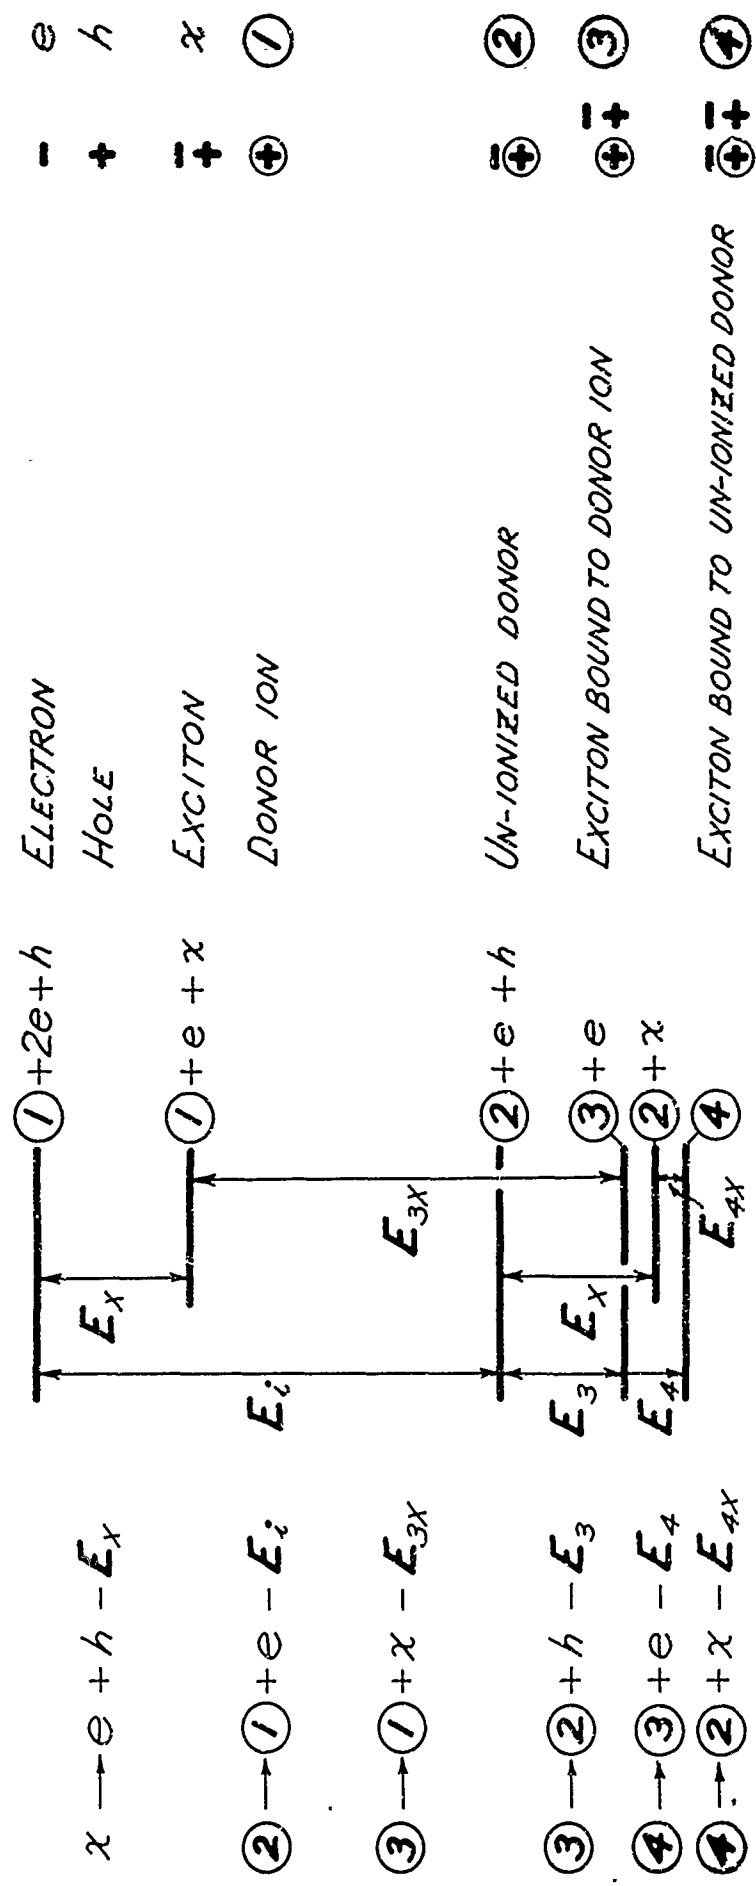 x → e + h - Ex
② → ① + e - Ei
③ → ① + x - E3X
③ → ② + h - E3
④ → ③ + e - E4
④ → ② + x - E4X
① + 2e + h
① + e + x
② + e + h
③ + e
② + x
④
EX
Ei
E3X
EX
E3
E4
E4X
ELECTRON - e
HOLE + h
EXCITON - + x
DONOR ION ⊕ ①
UN-IONIZED DONOR - ⊕ ②
EXCITON BOUND TO DONOR ION ⊕ - + ③
EXCITON BOUND TO UN-IONIZED DONOR - ⊕ - + ④